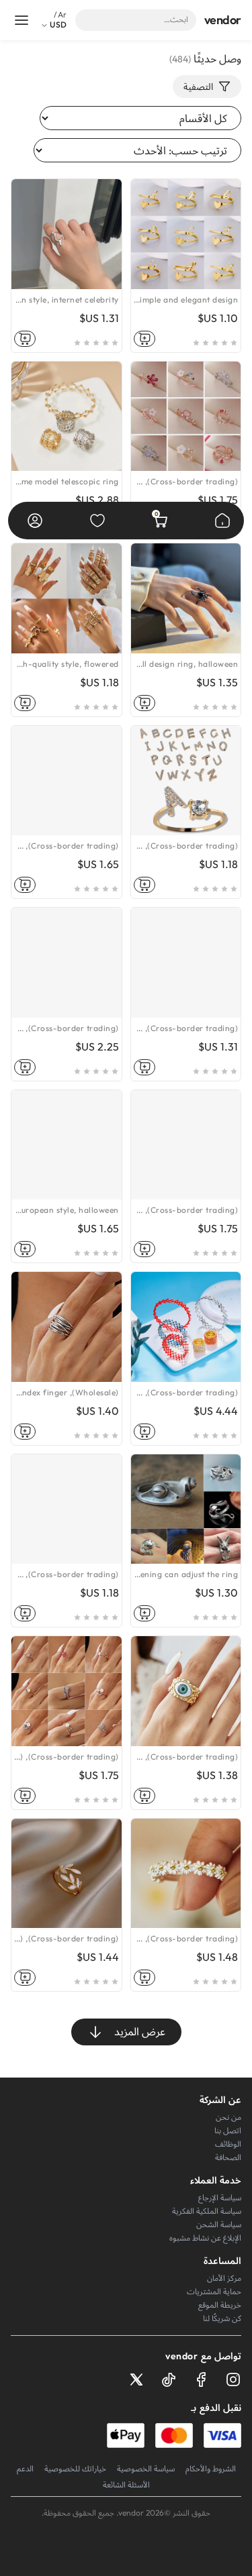 vendor
ابحث...
Ar /
USD
وصل حديثًا (484)
التصفية
كل الأقسام
ترتيب حسب: الأحدث
...imple and elegant design
$US 1.10
...n style, internet celebrity
$US 1.31
(Cross-border trading), ...
$US 1.75
...me model telescopic ring
$US 2.88
0
...ll design ring, halloween
$US 1.35
...h-quality style, flowered
$US 1.18
A B C D E F G
H I J K L M N
O P Q R S T U
V W X Y Z
(Cross-border trading), ...
$US 1.18
(Cross-border trading), ...
$US 1.65
(Cross-border trading), ...
$US 1.31
(Cross-border trading), ...
$US 2.25
(Cross-border trading), ...
$US 1.75
...uropean style, halloween
$US 1.65
(Cross-border trading), ...
$US 4.44
(Wholesale), ndex finger...
$US 1.40
...ening can adjust the ring
$US 1.30
(Cross-border trading), ...
$US 1.18
(Cross-border trading), ...
$US 1.38
(Cross-border trading), (...
$US 1.75
(Cross-border trading), ...
$US 1.48
(Cross-border trading), (...
$US 1.44
عرض المزيد
عن الشركة
من نحن
اتصل بنا
الوظائف
الصحافة
خدمة العملاء
سياسة الإرجاع
سياسة الملكية الفكرية
سياسة الشحن
الإبلاغ عن نشاط مشبوه
المساعدة
مركز الأمان
حماية المشتريات
خريطة الموقع
كن شريكًا لنا
تواصل مع vendor
نقبل الدفع بـ
VISA
mastercard
Apple Pay
الشروط والأحكام
سياسة الخصوصية
خياراتك للخصوصية
الدعم
الأسئلة الشائعة
حقوق النشر ©2026 vendor. جميع الحقوق محفوظة.